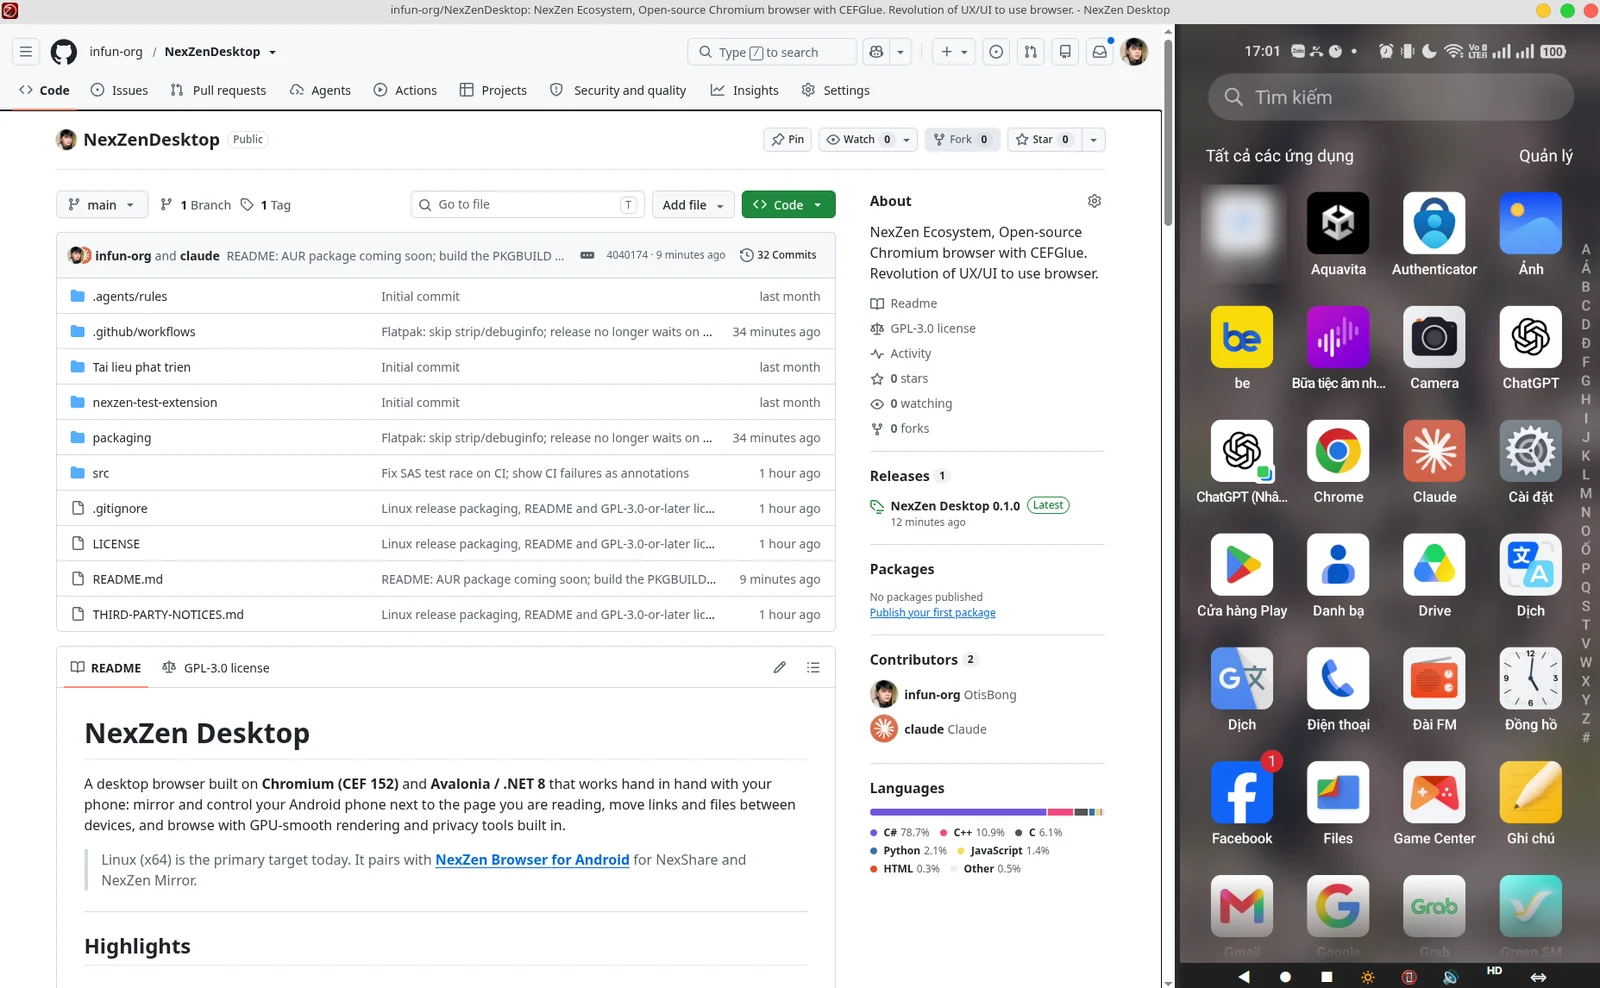 infun-org/NexZenDesktop: NexZen Ecosystem, Open-source Chromium browser with CEFGlue. Revolution of UX/UI to use browser. - NexZen Desktop
infun-org / NexZenDesktop
Type / to search
Code Issues Pull requests Agents Actions Projects Security and quality Insights Settings
NexZenDesktop Public
Pin Watch 0 Fork 0 Star 0
main 1 Branch 1 Tag Go to file T Add file Code
infun-org and claude README: AUR package coming soon; build the PKGBUILD ... 4040174 · 9 minutes ago 32 Commits
.agents/rules Initial commit last month
.github/workflows Flatpak: skip strip/debuginfo; release no longer waits on ... 34 minutes ago
Tai lieu phat trien Initial commit last month
nexzen-test-extension Initial commit last month
packaging Flatpak: skip strip/debuginfo; release no longer waits on ... 34 minutes ago
src Fix SAS test race on CI; show CI failures as annotations 1 hour ago
.gitignore Linux release packaging, README and GPL-3.0-or-later lic... 1 hour ago
LICENSE Linux release packaging, README and GPL-3.0-or-later lic... 1 hour ago
README.md README: AUR package coming soon; build the PKGBUILD... 9 minutes ago
THIRD-PARTY-NOTICES.md Linux release packaging, README and GPL-3.0-or-later lic... 1 hour ago
README GPL-3.0 license
NexZen Desktop
A desktop browser built on Chromium (CEF 152) and Avalonia / .NET 8 that works hand in hand with your
phone: mirror and control your Android phone next to the page you are reading, move links and files between
devices, and browse with GPU-smooth rendering and privacy tools built in.
Linux (x64) is the primary target today. It pairs with NexZen Browser for Android for NexShare and
NexZen Mirror.
Highlights
About
NexZen Ecosystem, Open-source
Chromium browser with CEFGlue.
Revolution of UX/UI to use browser.
Readme
GPL-3.0 license
Activity
0 stars
0 watching
0 forks
Releases 1
NexZen Desktop 0.1.0 Latest
12 minutes ago
Packages
No packages published
Publish your first package
Contributors 2
infun-org OtisBong
claude Claude
Languages
C# 78.7% C++ 10.9% C 6.1%
Python 2.1% JavaScript 1.4%
HTML 0.3% Other 0.5%
17:01 100
Tìm kiếm
Tất cả các ứng dụng Quản lý
Aquavita Authenticator Ảnh
be
be Bữa tiệc âm nh... Camera ChatGPT
ChatGPT (Nhâ... Chrome Claude Cài đặt
Cửa hàng Play Danh bạ Drive Dịch
Dịch Điện thoại Đài FM Đồng hồ
1
Facebook Files Game Center Ghi chú
Grab
Gmail Google Grab Green SM
A
Ả
B
C
D
Đ
F
G
H
I
J
K
L
M
N
O
Ố
P
Q
S
T
V
W
X
Y
Z
#
HD